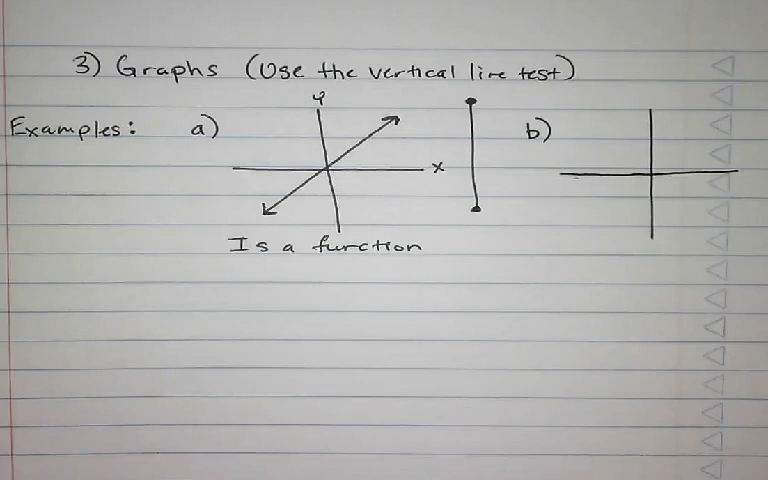 3) Graphs (Use the vertical line test)
Examples: a) b)
y
x
Is a function